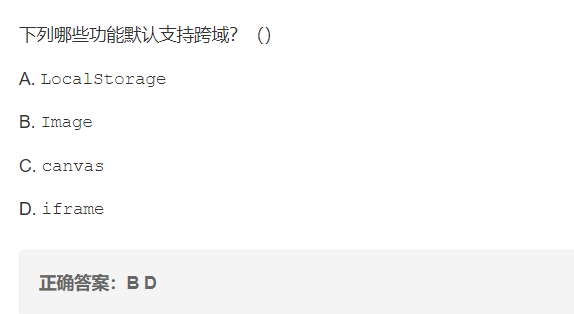 下列哪些功能默认支持跨域？（）
A. LocalStorage
B. Image
C. canvas
D. iframe
正确答案：B D